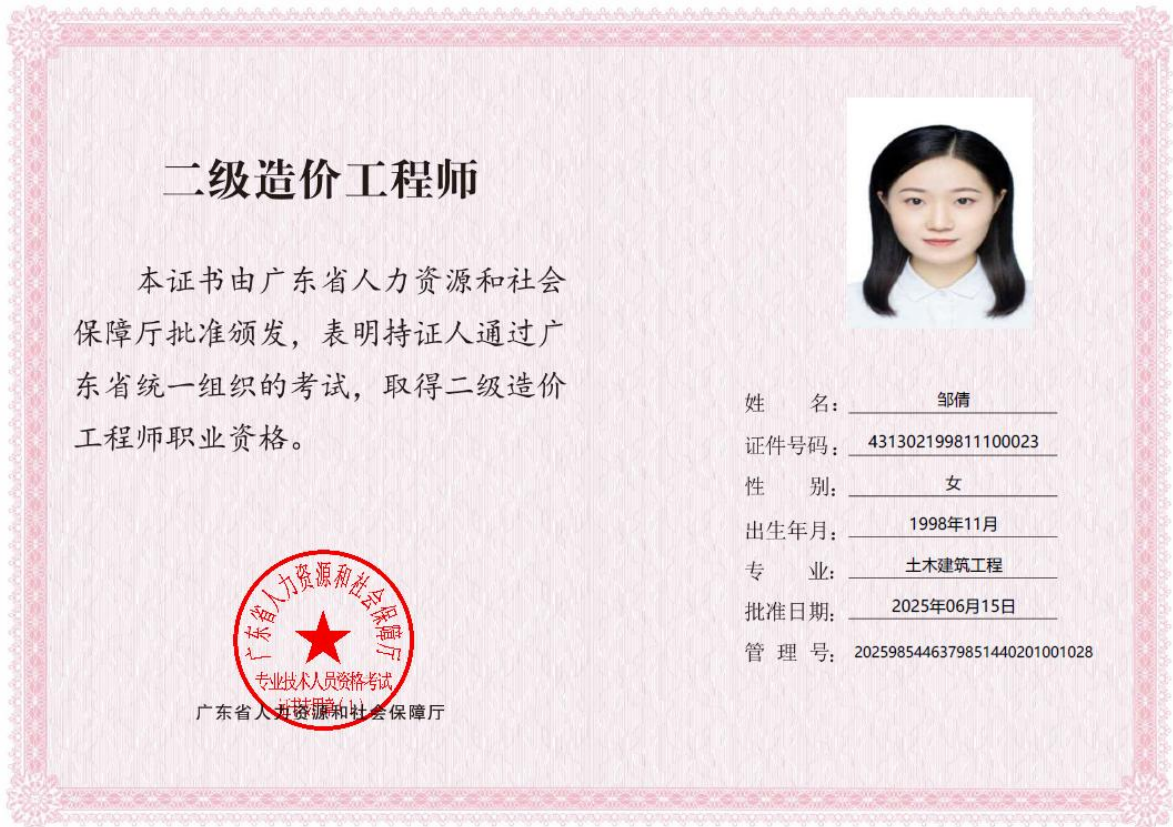 二级造价工程师
本证书由广东省人力资源和社会
保障厅批准颁发，表明持证人通过广
东省统一组织的考试，取得二级造价
工程师职业资格。
姓　　名：邹倩
证件号码：431302199811100023
性　　别：女
出生年月：1998年11月
专　　业：土木建筑工程
批准日期：2025年06月15日
管 理 号：2025985446379851440201001028
广东省人力资源和社会保障厅
专业技术人员资格考试
证书专用章(1)
广东省人力资源和社会保障厅